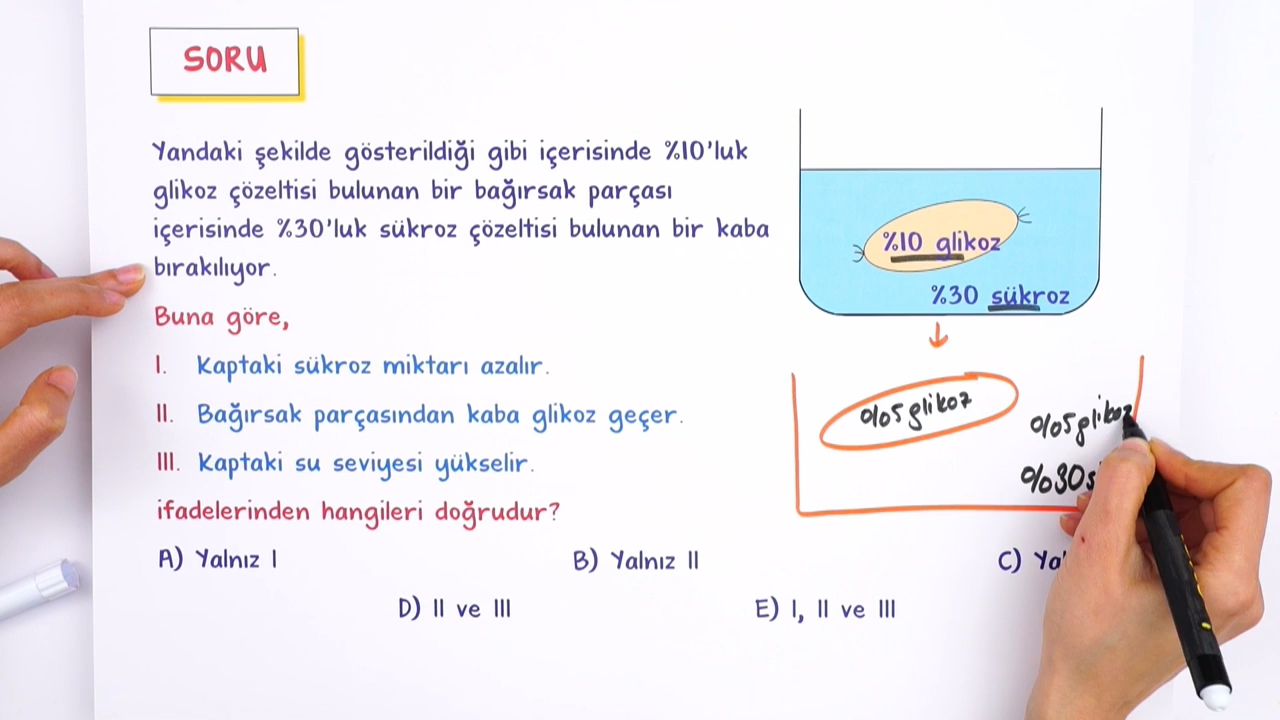 SORU
Yandaki şekilde gösterildiği gibi içerisinde %10'luk
glikoz çözeltisi bulunan bir bağırsak parçası
içerisinde %30'luk sükroz çözeltisi bulunan bir kaba
bırakılıyor.
Buna göre,
I. Kaptaki sükroz miktarı azalır.
II. Bağırsak parçasından kaba glikoz geçer.
III. Kaptaki su seviyesi yükselir.
ifadelerinden hangileri doğrudur?
A) Yalnız I
B) Yalnız II
C)
D) II ve III
E) I, II ve III
%10 glikoz
%30 sükroz
%5 glikoz
%5 glikoz
%30